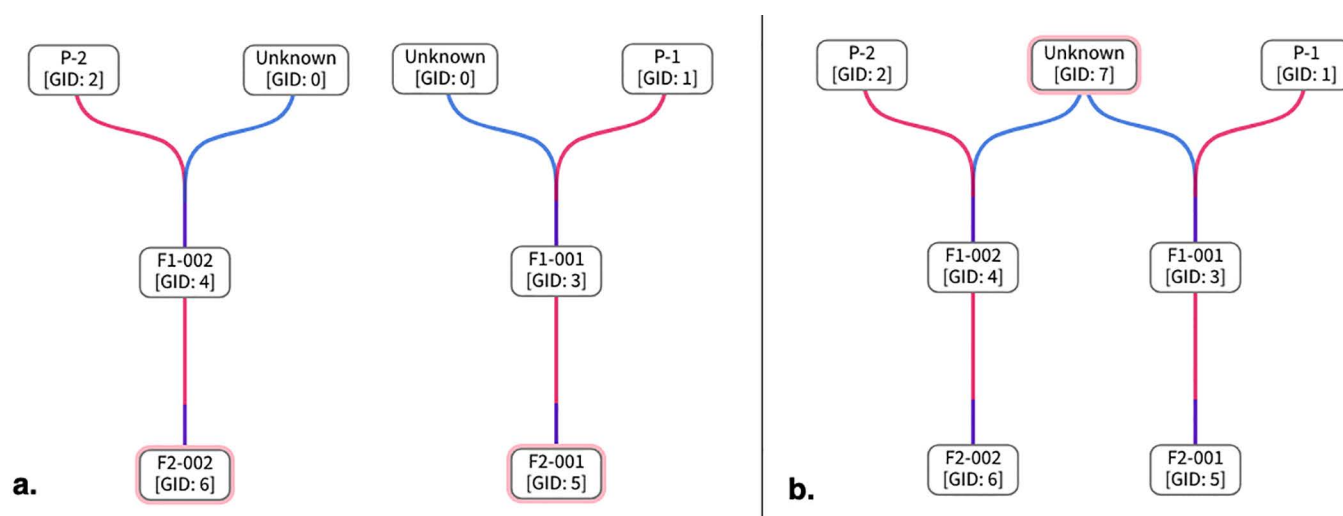 P-2
[GID: 2]
Unknown
[GID: 0]
Unknown
[GID: 0]
P-1
[GID: 1]
F1-002
[GID: 4]
F1-001
[GID: 3]
F2-002
[GID: 6]
F2-001
[GID: 5]
a.
P-2
[GID: 2]
Unknown
[GID: 7]
P-1
[GID: 1]
F1-002
[GID: 4]
F1-001
[GID: 3]
F2-002
[GID: 6]
F2-001
[GID: 5]
b.